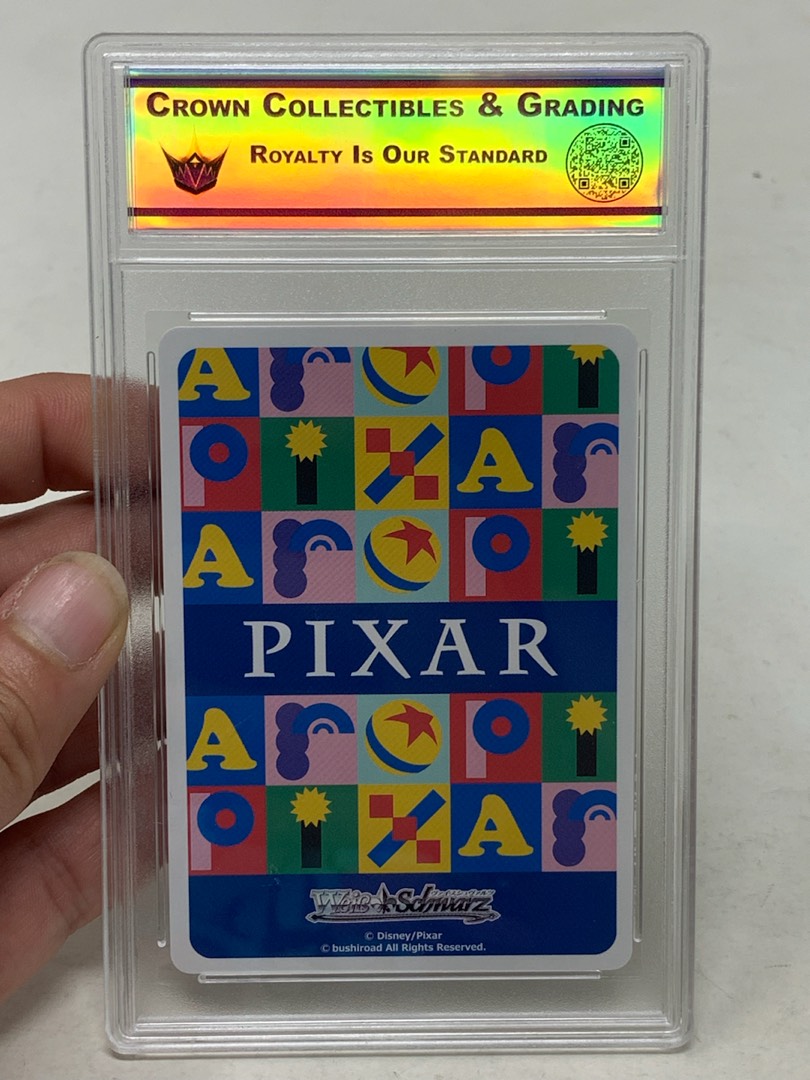 CROWN COLLECTIBLES & GRADING
ROYALTY IS OUR STANDARD
A r P i
P i X A r
A r P i
PIXAR
A r P i
P i X A r
Weiß Schwarz
© Disney/Pixar
© bushiroad All Rights Reserved.